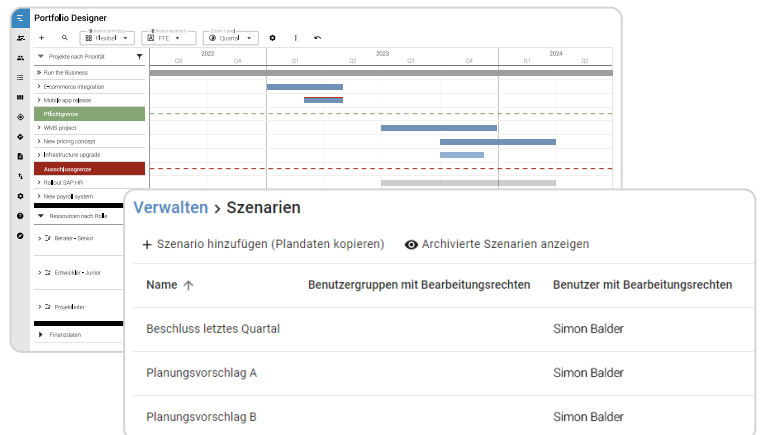 Portfolio Designer
Allokationsmodus
Flexibel
Allokationseinheit
FTE
Zoom Level
Quartal
Projekte nach Priorität
2022
2023
2024
Q3
Q4
Q1
Q2
Q3
Q4
Q1
Q2
Run the Business
E-commerce integration
Mobile app release
Pflichtgrenze
WMS project
New pricing concept
Infrastructure upgrade
Ausschlussgrenze
Rollout SAP HR
New payroll system
Ressourcen nach Rolle
Berater - Senior
Entwickler - Junior
Projektleiter
Finanzdaten
Verwalten > Szenarien
+ Szenario hinzufügen (Plandaten kopieren) Archivierte Szenarien anzeigen
Name ↑ Benutzergruppen mit Bearbeitungsrechten Benutzer mit Bearbeitungsrechten
Beschluss letztes Quartal Simon Balder
Planungsvorschlag A Simon Balder
Planungsvorschlag B Simon Balder